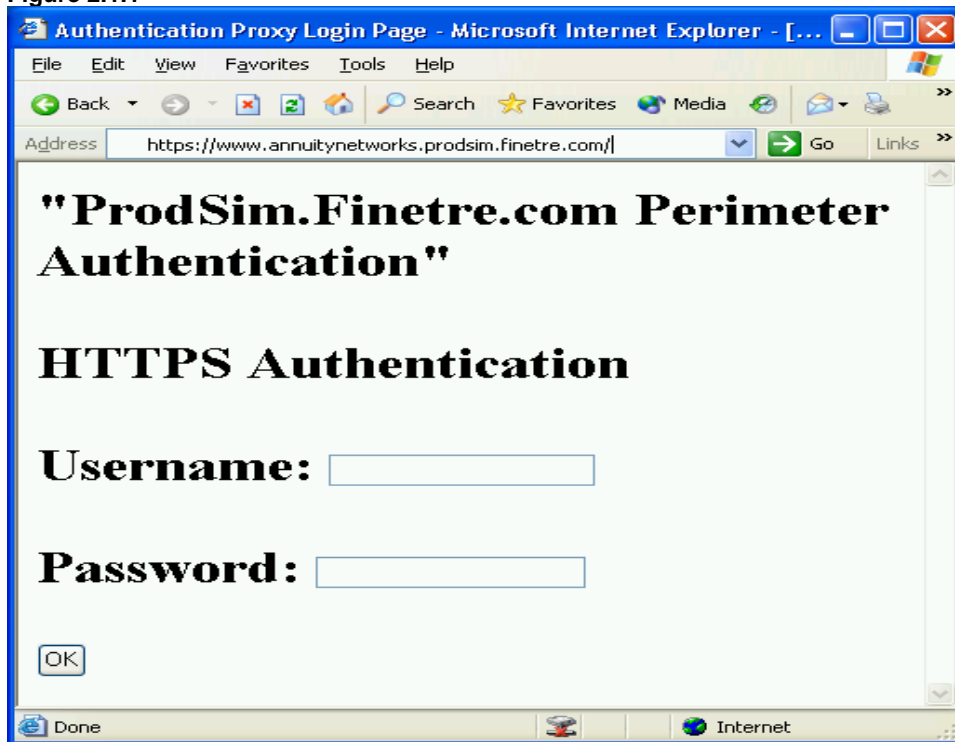 Authentication Proxy Login Page - Microsoft Internet Explorer - [...
File Edit View Favorites Tools Help
Back Search Favorites Media »
Address https://www.annuitynetworks.prodsim.finetre.com/ Go Links »
"ProdSim.Finetre.com Perimeter
Authentication"
HTTPS Authentication
Username:
Password:
OK
Done Internet